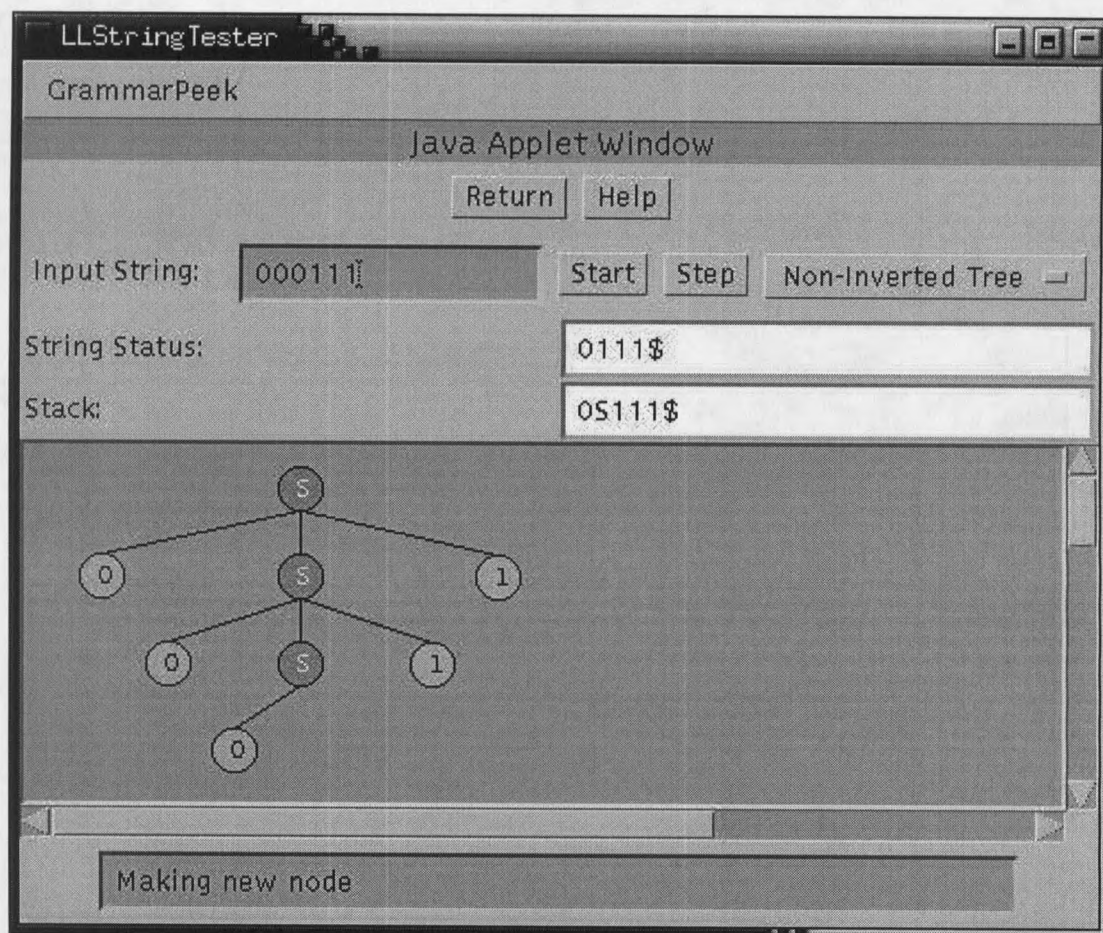 LLStringTester
GrammarPeek
Java Applet Window
Return Help
Input String: 000111 Start Step Non-Inverted Tree
String Status: 0111$
Stack: 0S111$
S
0 S 1
0 S 1
0
Making new node